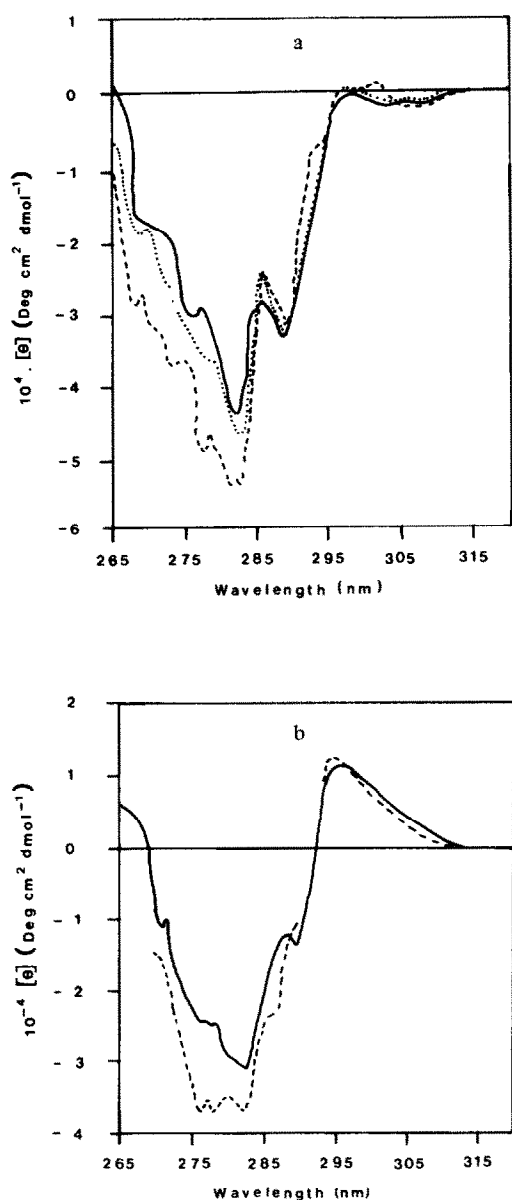 a
10⁴ . [θ] (Deg cm² dmol⁻¹)
1
0
-1
-2
-3
-4
-5
-6
265 275 285 295 305 315
Wavelength (nm)
b
10⁻⁴ [θ] (Deg cm² dmol⁻¹)
2
1
0
- 1
- 2
- 3
- 4
265 275 285 295 305 315
Wavelength (nm)